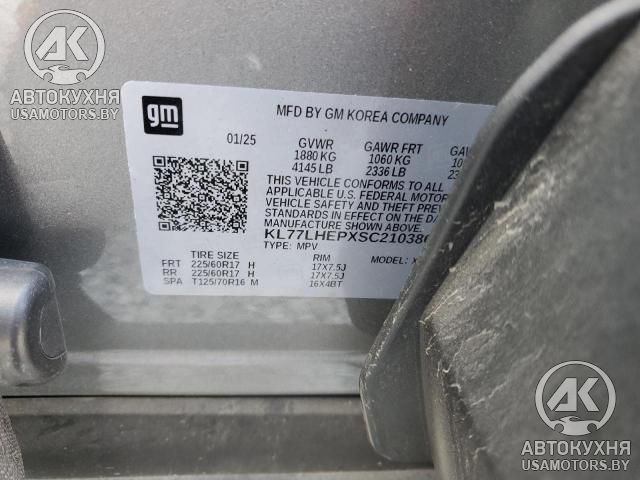 AK
АВТОКУХНЯ
USAMOTORS.BY
gm
MFD BY GM KOREA COMPANY
01/25 GVWR GAWR FRT
1880 KG 1060 KG
4145 LB 2336 LB
THIS VEHICLE CONFORMS TO ALL
APPLICABLE U.S. FEDERAL MOTOR
VEHICLE SAFETY AND THEFT
STANDARDS IN EFFECT ON THE
MANUFACTURE SHOWN ABOVE.
TYPE: MPV MODEL:
TIRE SIZE RIM
FRT 225/60R17 H 17X7.5J
RR 225/60R17 H 17X7.5J
SPA T125/70R16 M 16X4BT
AK
АВТОКУХНЯ
USAMOTORS.BY